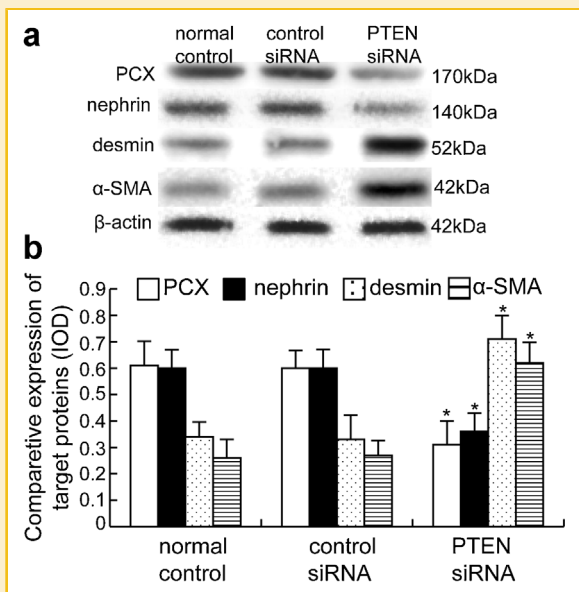 a
normal control siRNA control PTEN siRNA
PCX 170kDa
nephrin 140kDa
desmin 52kDa
α-SMA 42kDa
β-actin 42kDa
b
Comparetive expression of
target proteins (IOD)
PCX nephrin desmin α-SMA
0.9
0.8
0.7
0.6
0.5
0.4
0.3
0.2
0.1
0
* * * *
normal control PTEN
control siRNA siRNA